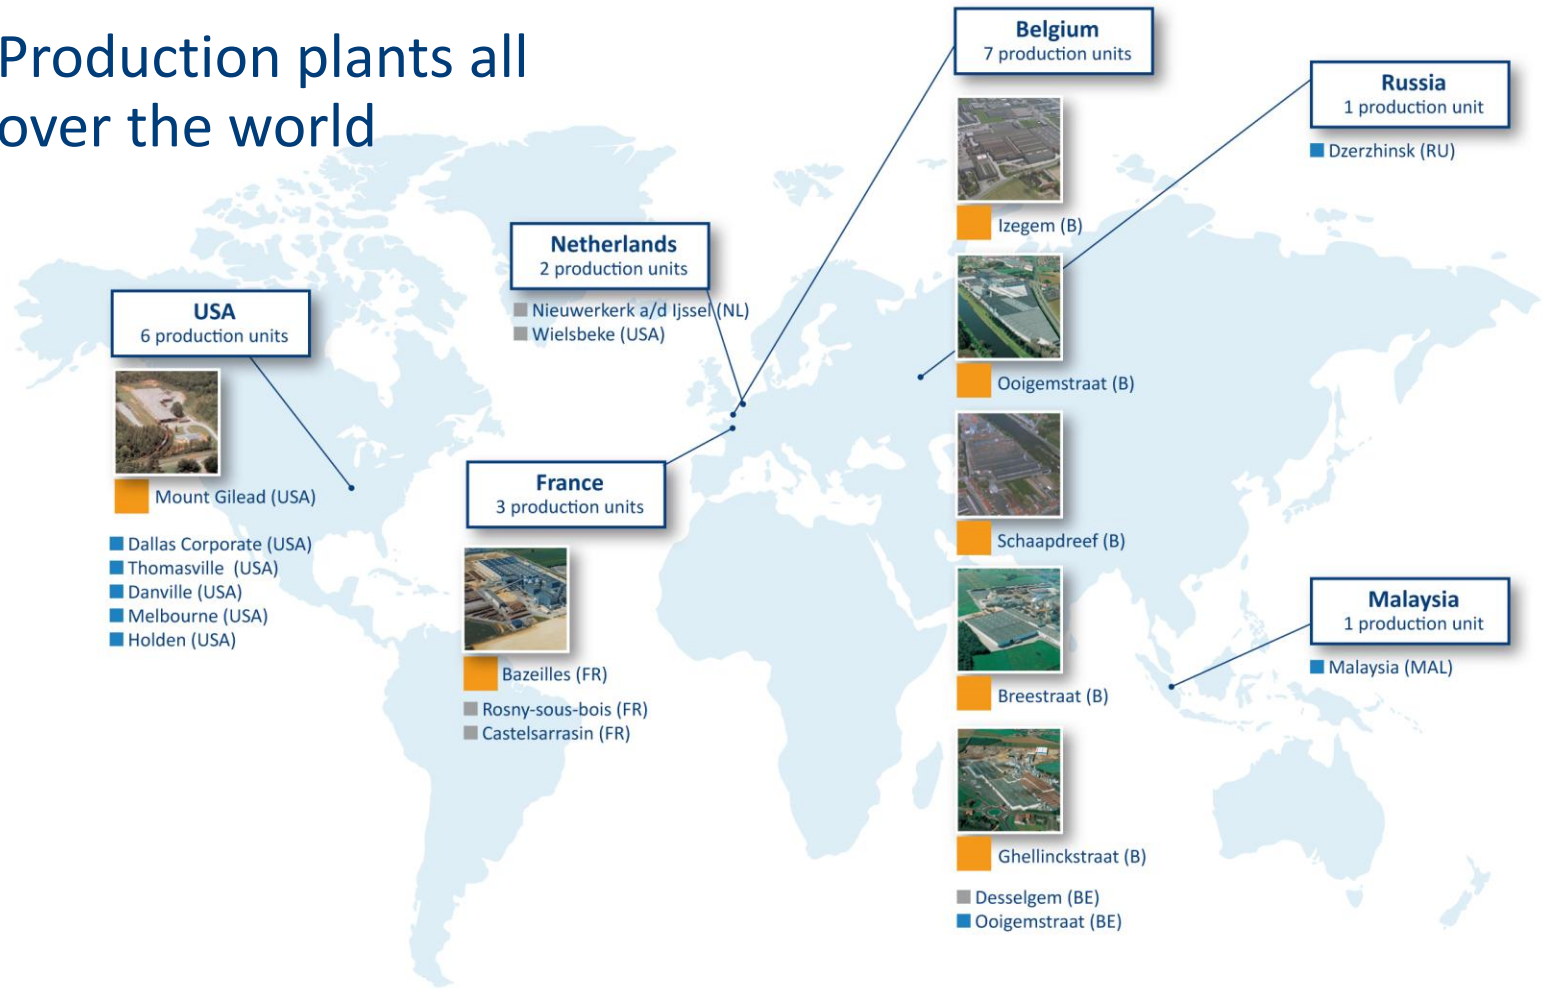 Production plants all
over the world
Belgium
7 production units
Izegem (B)
Ooigemstraat (B)
Schaapdreef (B)
Breestraat (B)
Ghellinckstraat (B)
Desselgem (BE)
Ooigemstraat (BE)
Russia
1 production unit
Dzerzhinsk (RU)
Netherlands
2 production units
Nieuwerkerk a/d Ijssel (NL)
Wielsbeke (USA)
USA
6 production units
Mount Gilead (USA)
Dallas Corporate (USA)
Thomasville (USA)
Danville (USA)
Melbourne (USA)
Holden (USA)
France
3 production units
Bazeilles (FR)
Rosny-sous-bois (FR)
Castelsarrasin (FR)
Malaysia
1 production unit
Malaysia (MAL)